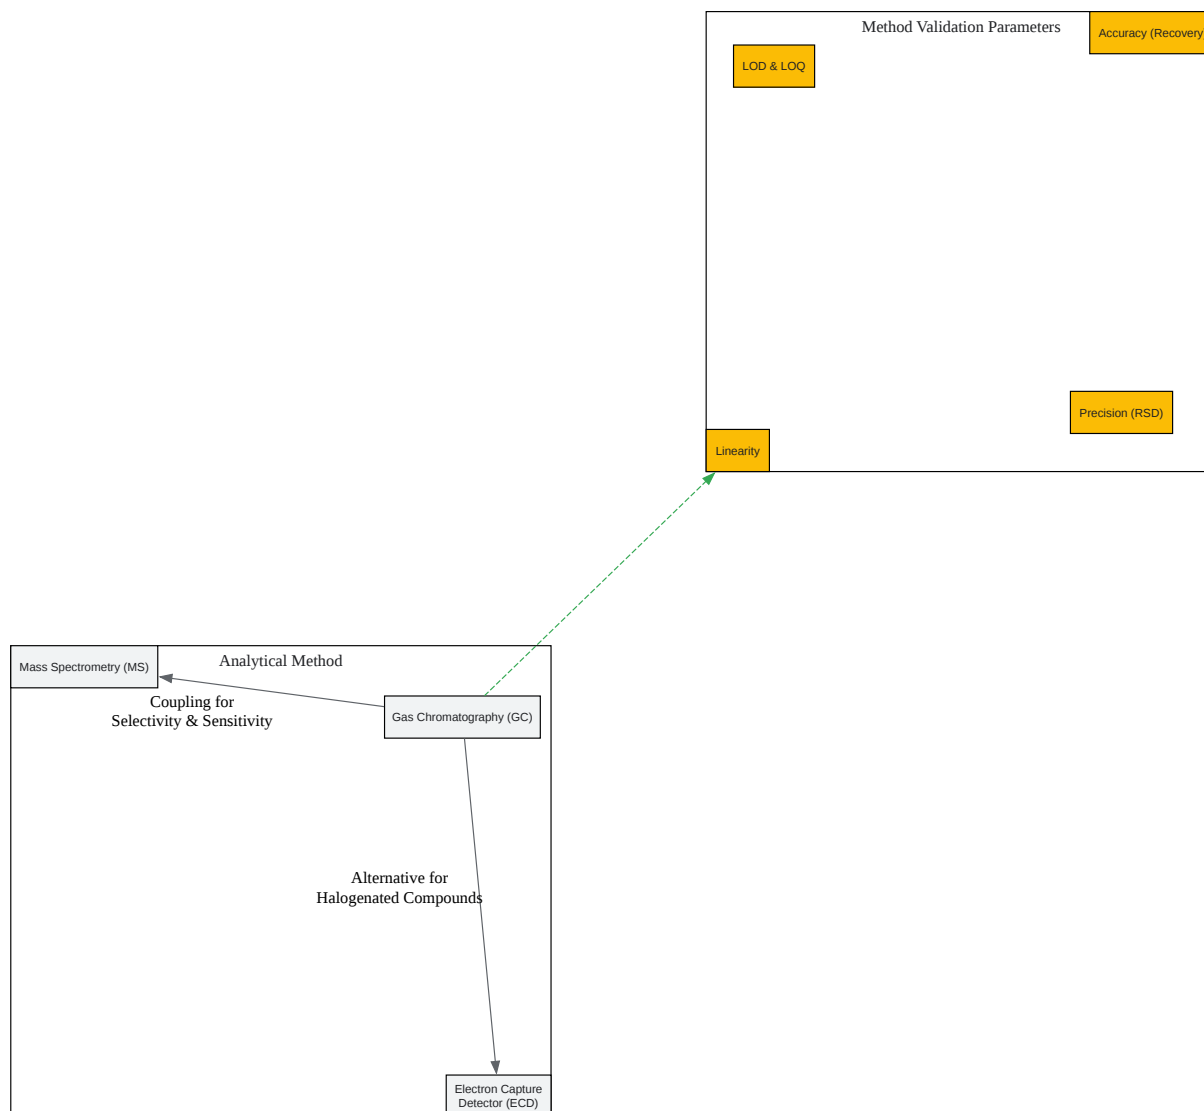 Method Validation Parameters
Accuracy (Recovery)
LOD & LOQ
Precision (RSD)
Linearity
Analytical Method
Mass Spectrometry (MS)
Coupling for
Selectivity & Sensitivity
Gas Chromatography (GC)
Alternative for
Halogenated Compounds
Electron Capture
Detector (ECD)